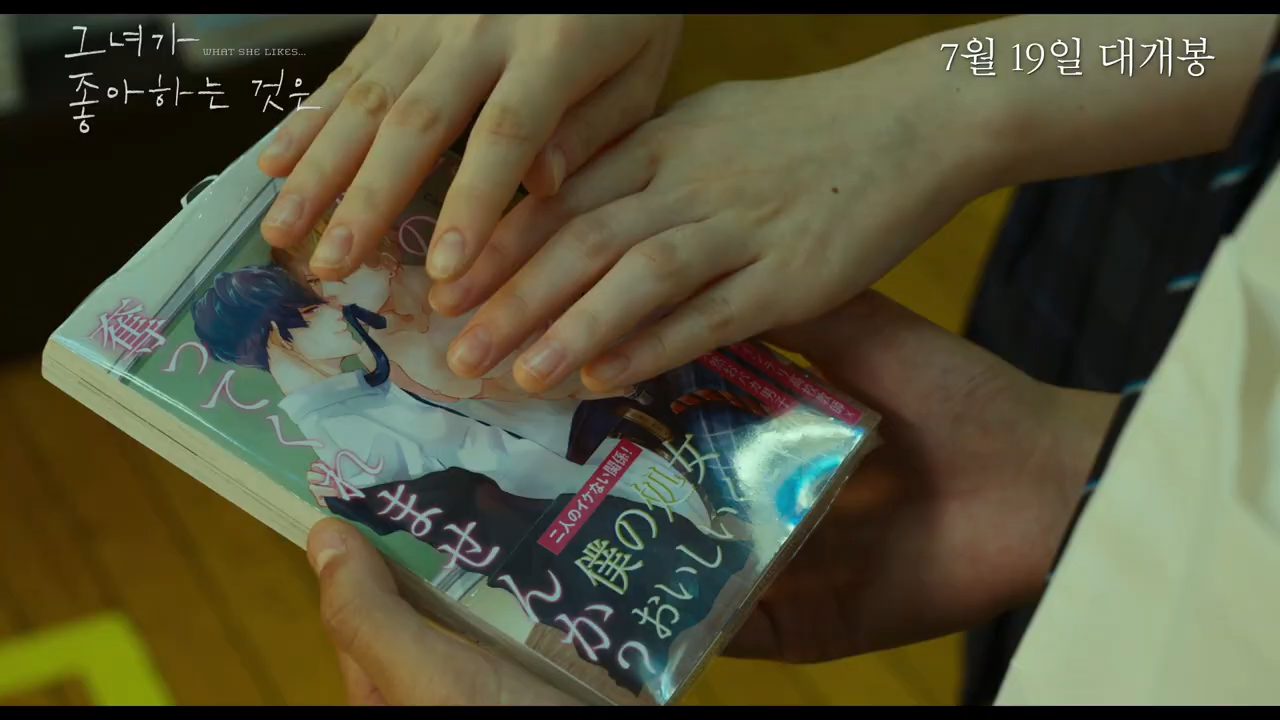 그녀가
WHAT SHE LIKES...
좋아하는 것은
7월 19일 대개봉
の
奪ってくれませんか?
二人のイケない関係!
僕の処女
おいしい